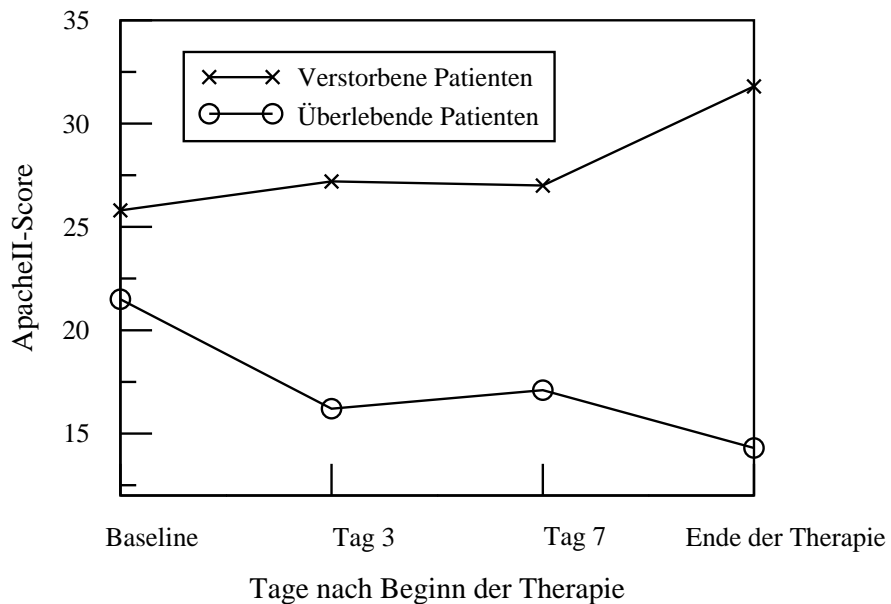 35
30
25
20
15
ApacheII-Score
Verstorbene Patienten
Überlebende Patienten
Baseline
Tag 3
Tag 7
Ende der Therapie
Tage nach Beginn der Therapie